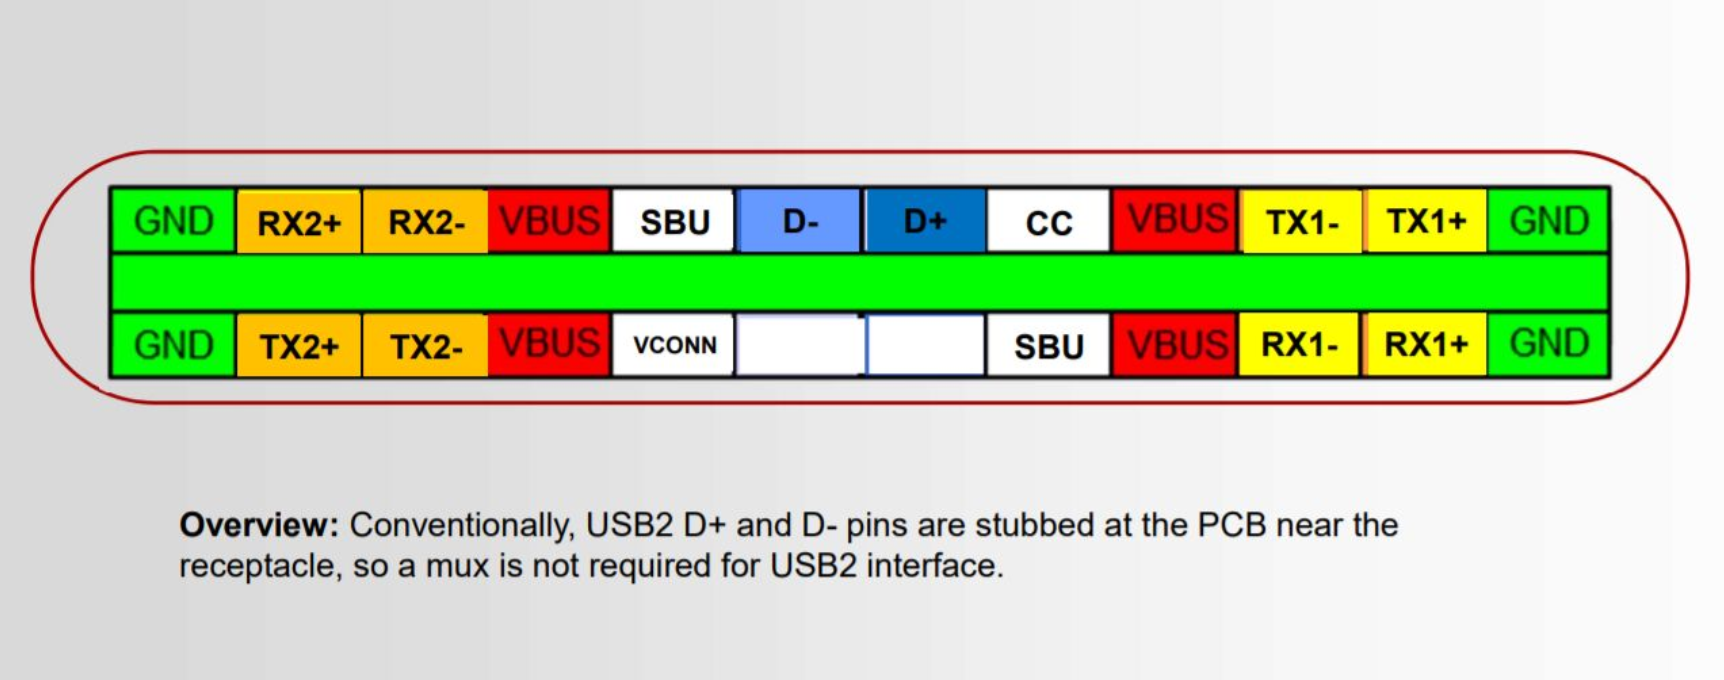 GND RX2+ RX2- VBUS SBU D- D+ CC VBUS TX1- TX1+ GND
GND TX2+ TX2- VBUS VCONN SBU VBUS RX1- RX1+ GND
Overview: Conventionally, USB2 D+ and D- pins are stubbed at the PCB near the
receptacle, so a mux is not required for USB2 interface.